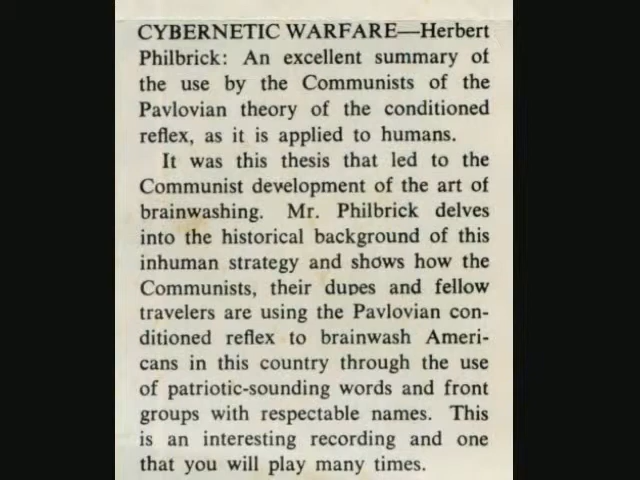 CYBERNETIC WARFARE—Herbert
Philbrick: An excellent summary of
the use by the Communists of the
Pavlovian theory of the conditioned
reflex, as it is applied to humans.
It was this thesis that led to the
Communist development of the art of
brainwashing. Mr. Philbrick delves
into the historical background of this
inhuman strategy and shows how the
Communists, their dupes and fellow
travelers are using the Pavlovian con-
ditioned reflex to brainwash Ameri-
cans in this country through the use
of patriotic-sounding words and front
groups with respectable names. This
is an interesting recording and one
that you will play many times.